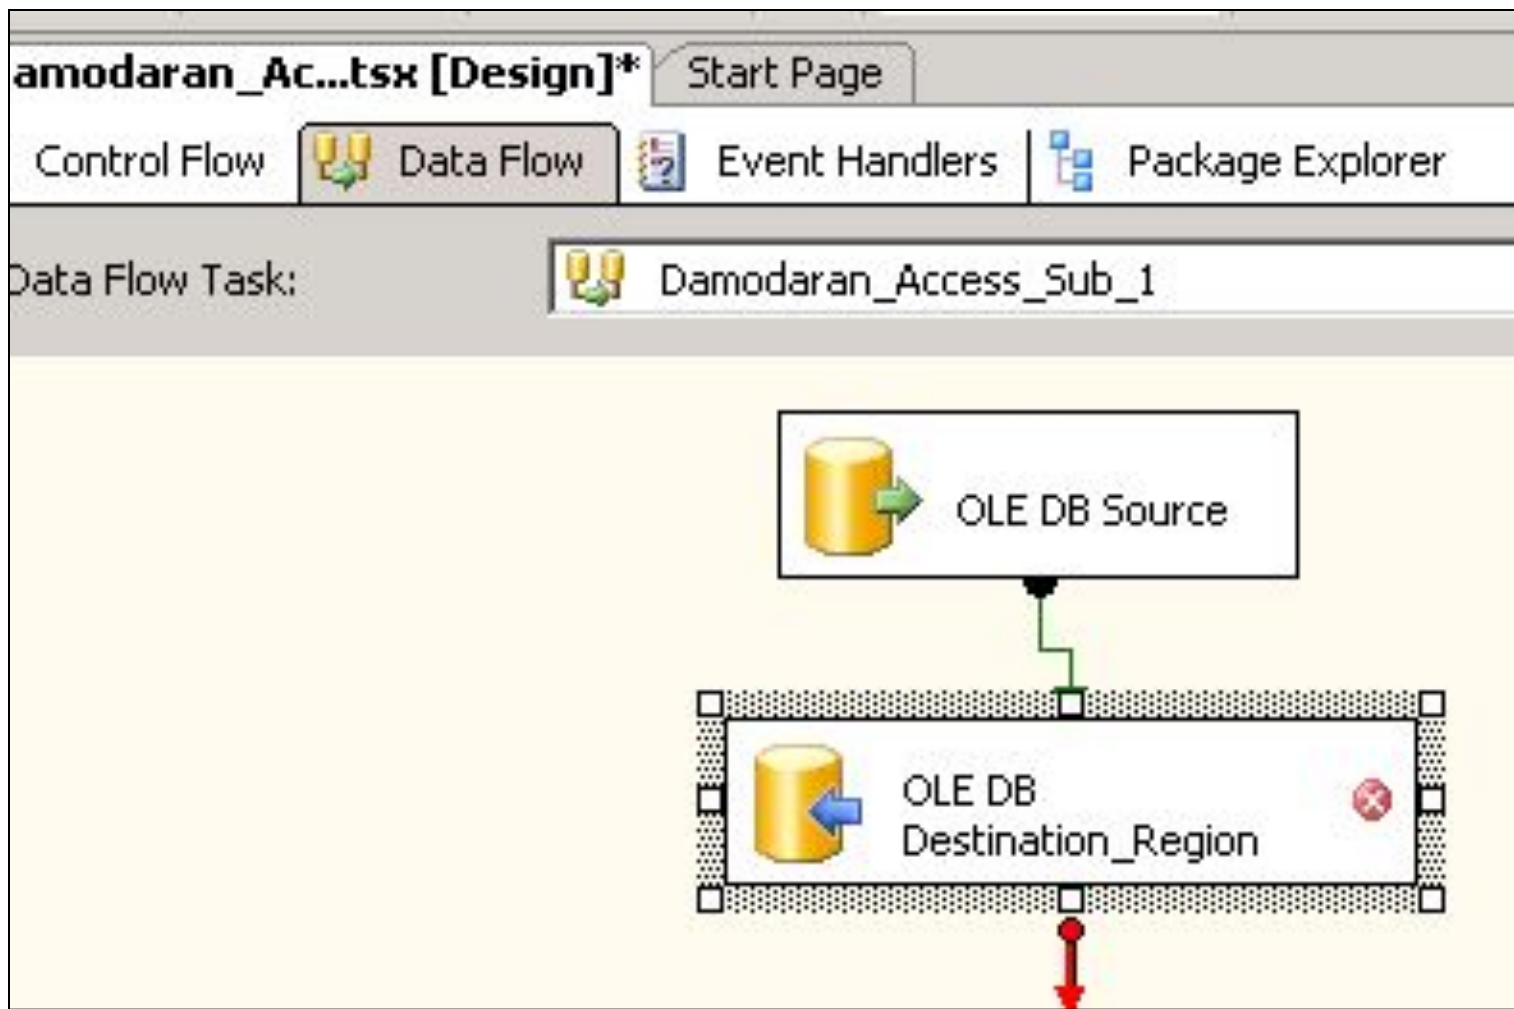 amodaran_Ac...tsx [Design]* Start Page
Control Flow Data Flow Event Handlers Package Explorer
Data Flow Task: Damodaran_Access_Sub_1
OLE DB Source
OLE DB
Destination_Region